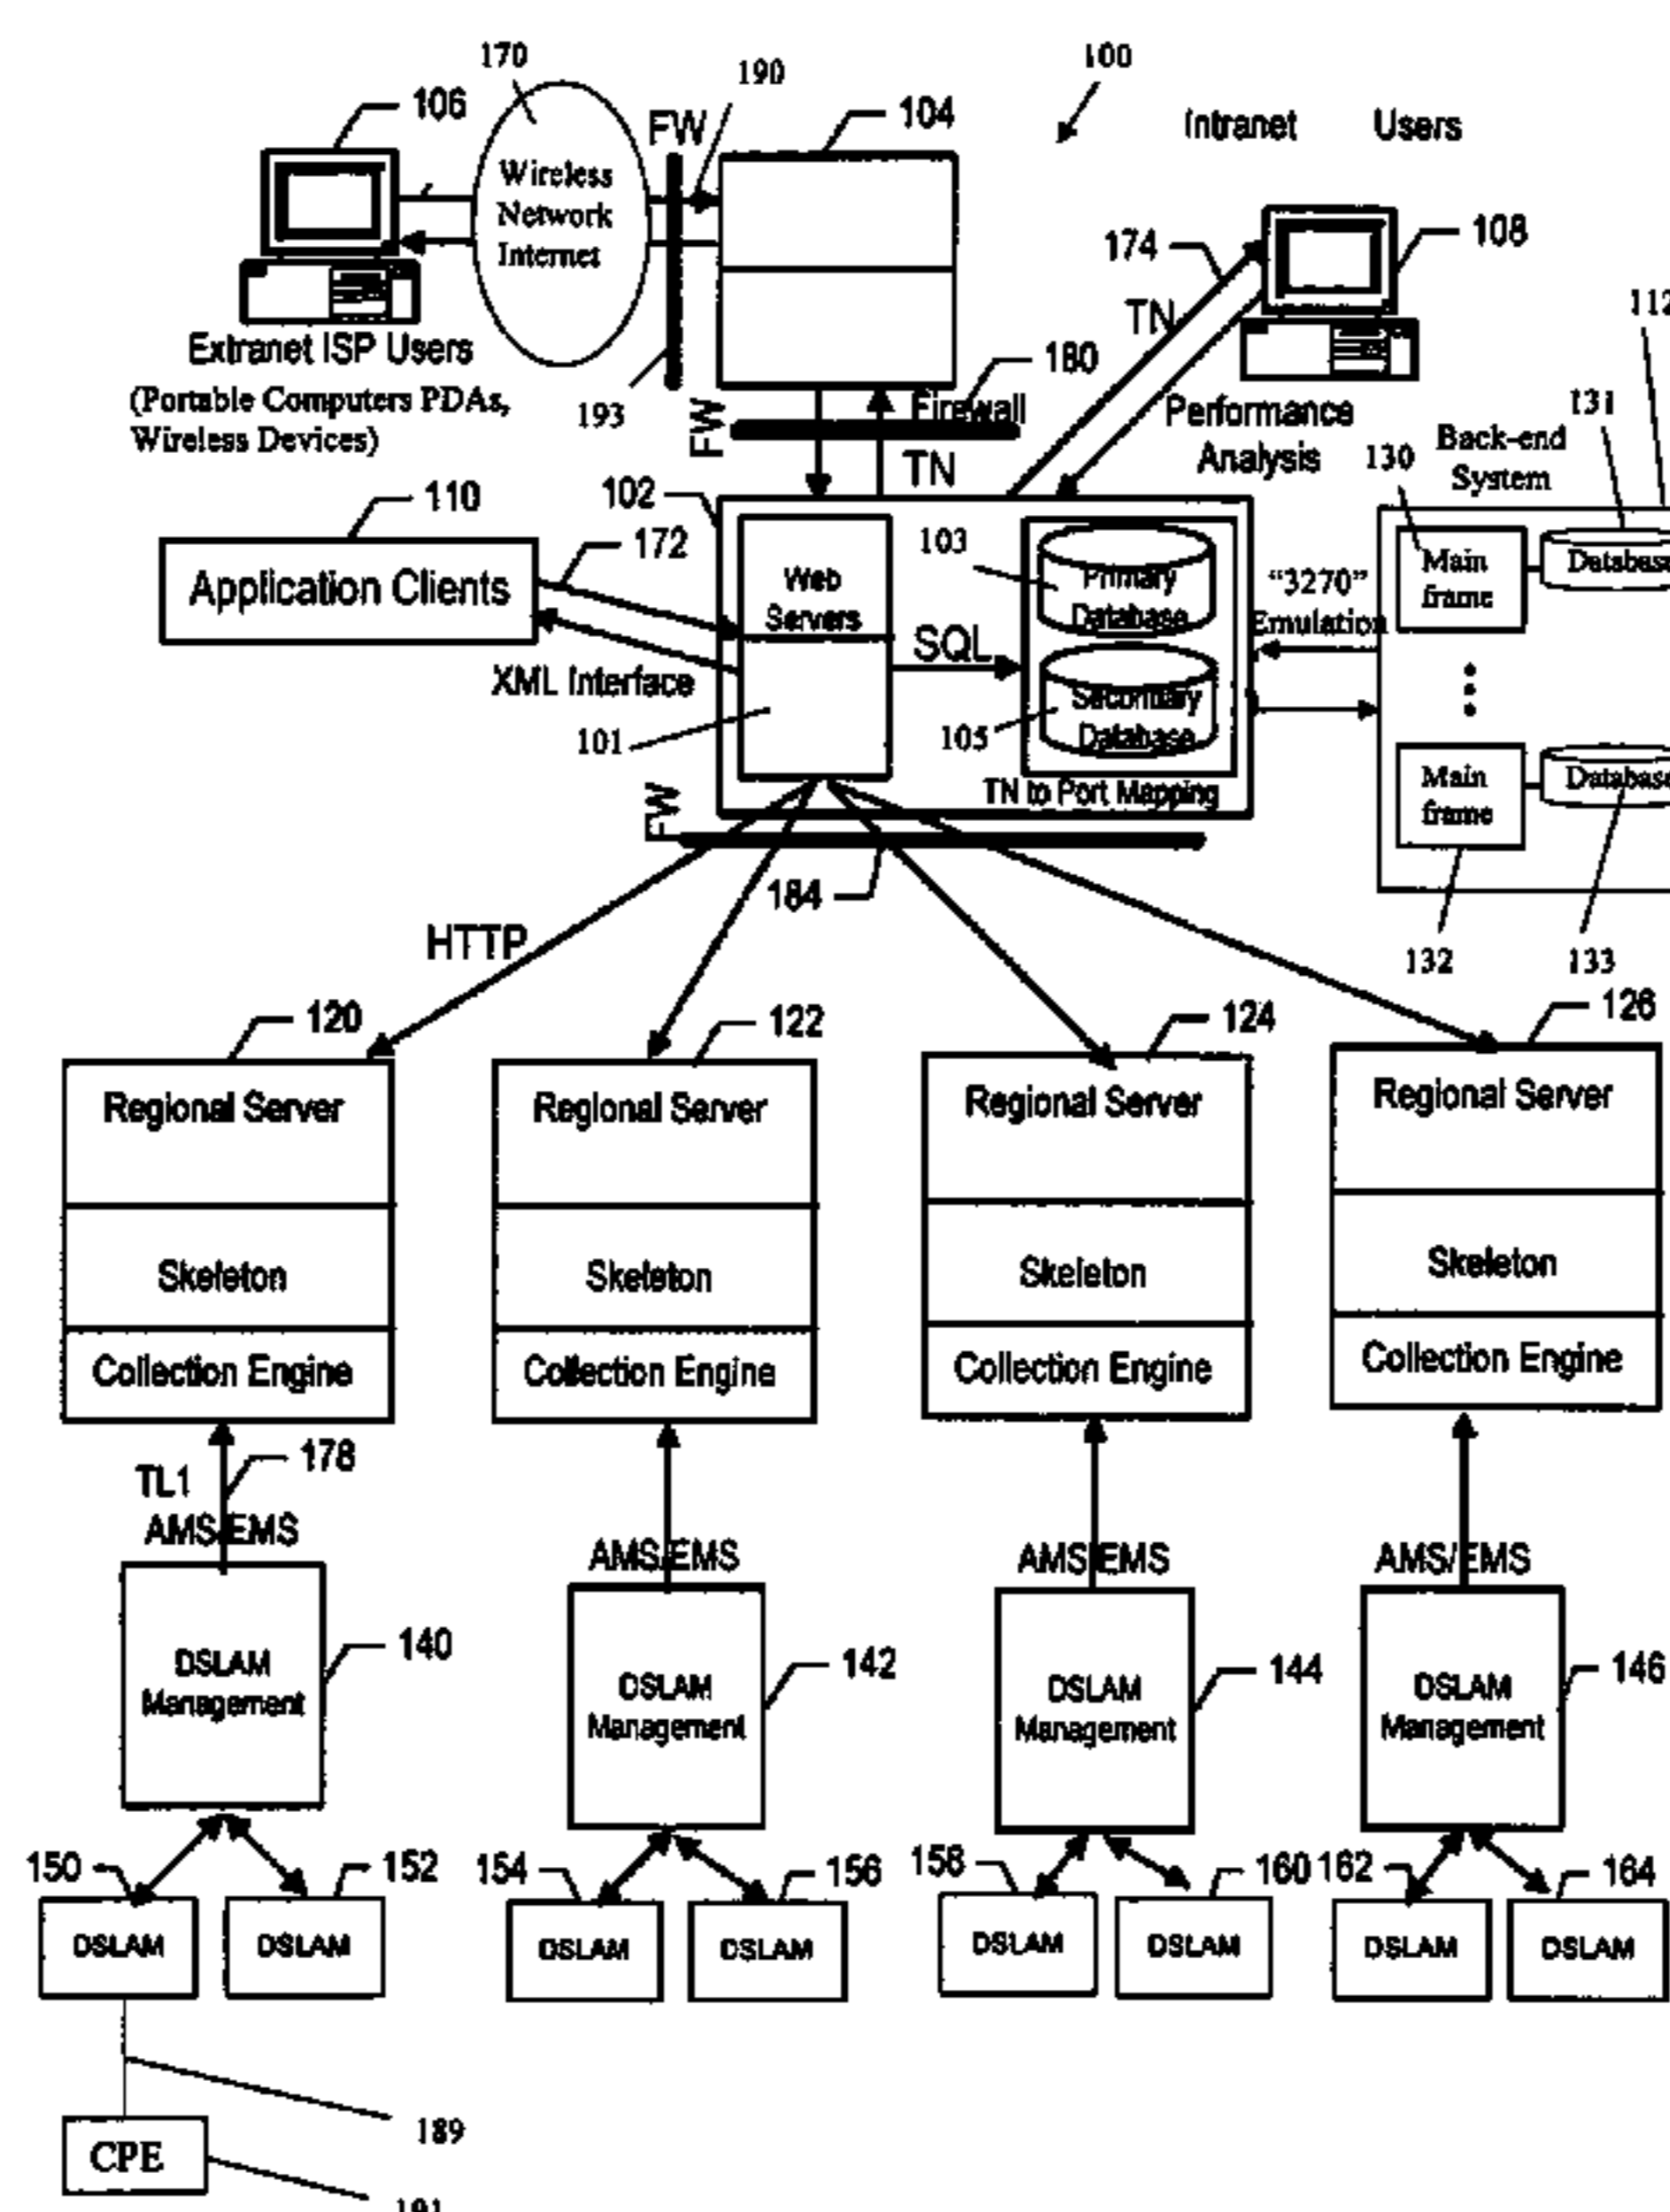 170
190
100
106
FW
104
Intranet Users
Wireless
Network
Internet
174
108
TN
112
Extranet ISP Users
(Portable Computers PDAs,
Wireless Devices)
193
FW
Firewall
180
Performance
Analysis
131
Back-end
System
130
TN
110
102
172
103
Application Clients
Web
Servers
Primary
Database
"3270"
Emulation
Main
frame
Database
SQL
XML Interface
Secondary
Database
101
105
TN to Port Mapping
Main
frame
Database
FW
184
HTTP
132
133
120
122
124
126
Regional Server
Regional Server
Regional Server
Regional Server
Skeleton
Skeleton
Skeleton
Skeleton
Collection Engine
Collection Engine
Collection Engine
Collection Engine
178
TL1
AMS/EMS
AMS/EMS
AMS/EMS
AMS/EMS
DSLAM
Management
140
DSLAM
Management
142
DSLAM
Management
144
DSLAM
Management
146
150
152
154
156
158
160
162
164
DSLAM
DSLAM
DSLAM
DSLAM
DSLAM
DSLAM
DSLAM
DSLAM
189
CPE
191